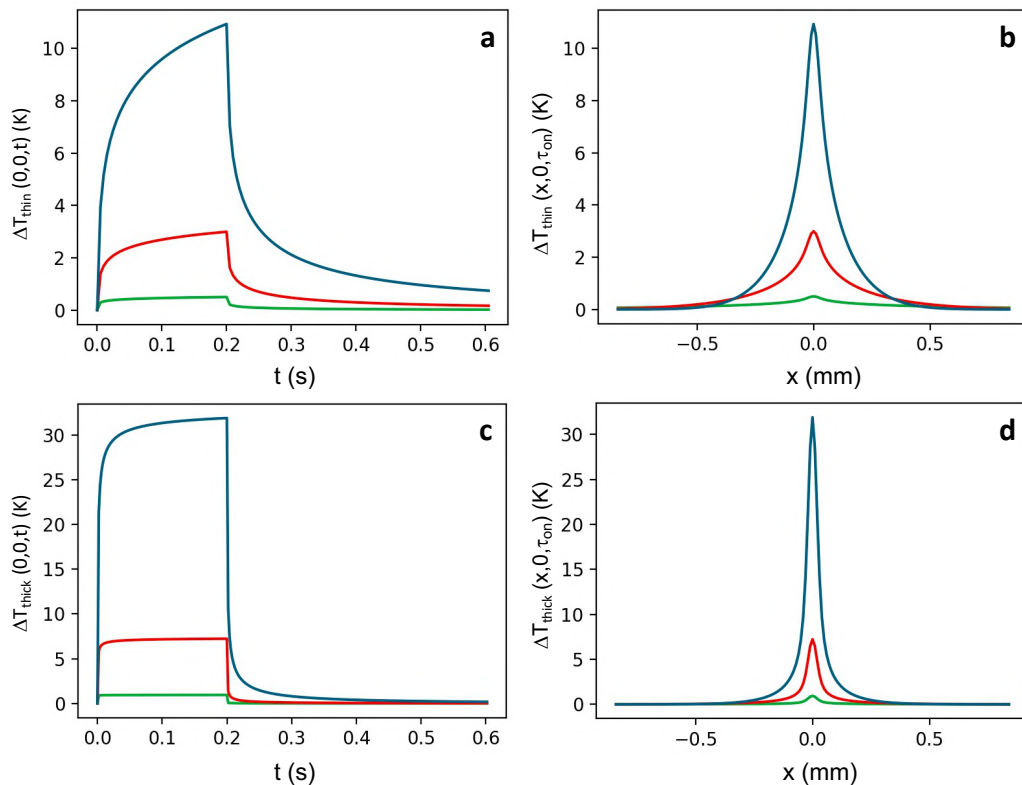 a
ΔT_thin (0,0,t) (K)
10
8
6
4
2
0
0.0 0.1 0.2 0.3 0.4 0.5 0.6
t (s)
b
ΔT_thin (x,0,τ_on) (K)
10
8
6
4
2
0
−0.5 0.0 0.5
x (mm)
c
ΔT_thick (0,0,t) (K)
30
25
20
15
10
5
0
0.0 0.1 0.2 0.3 0.4 0.5 0.6
t (s)
d
ΔT_thick (x,0,τ_on) (K)
30
25
20
15
10
5
0
−0.5 0.0 0.5
x (mm)